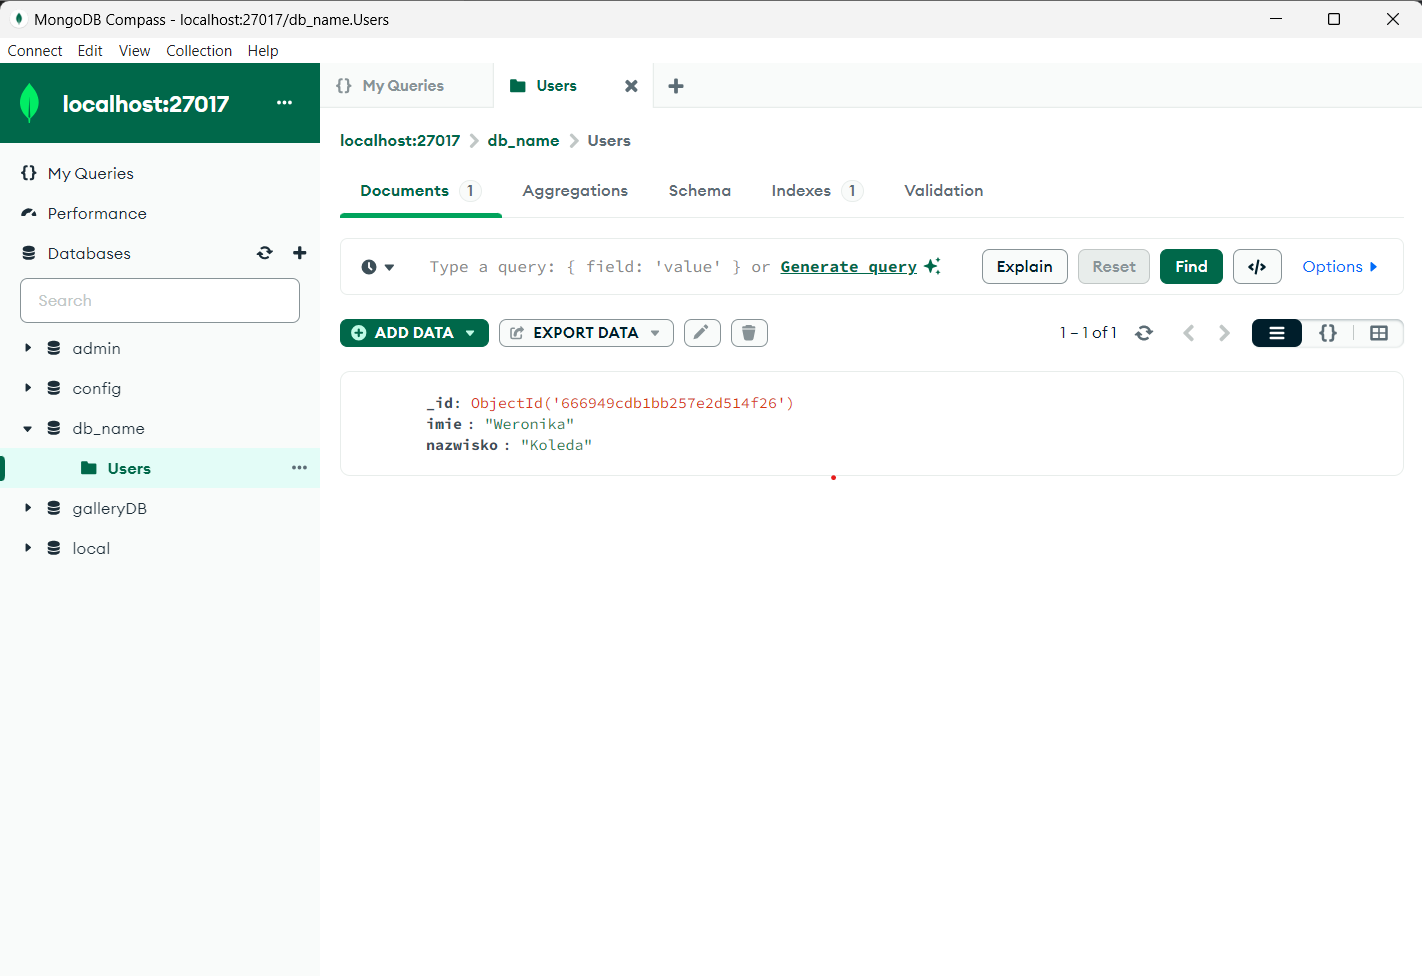 MongoDB Compass - localhost:27017/db_name.Users
Connect Edit View Collection Help
localhost:27017
My Queries
Performance
Databases
Search
admin
config
db_name
Users
galleryDB
local
{} My Queries
Users
localhost:27017 > db_name > Users
Documents 1 Aggregations Schema Indexes 1 Validation
Type a query: { field: 'value' } or Generate query
Explain Reset Find </> Options
ADD DATA EXPORT DATA 1 – 1 of 1 {}
_id: ObjectId('666949cdb1bb257e2d514f26')
imie : "Weronika"
nazwisko : "Koleda"